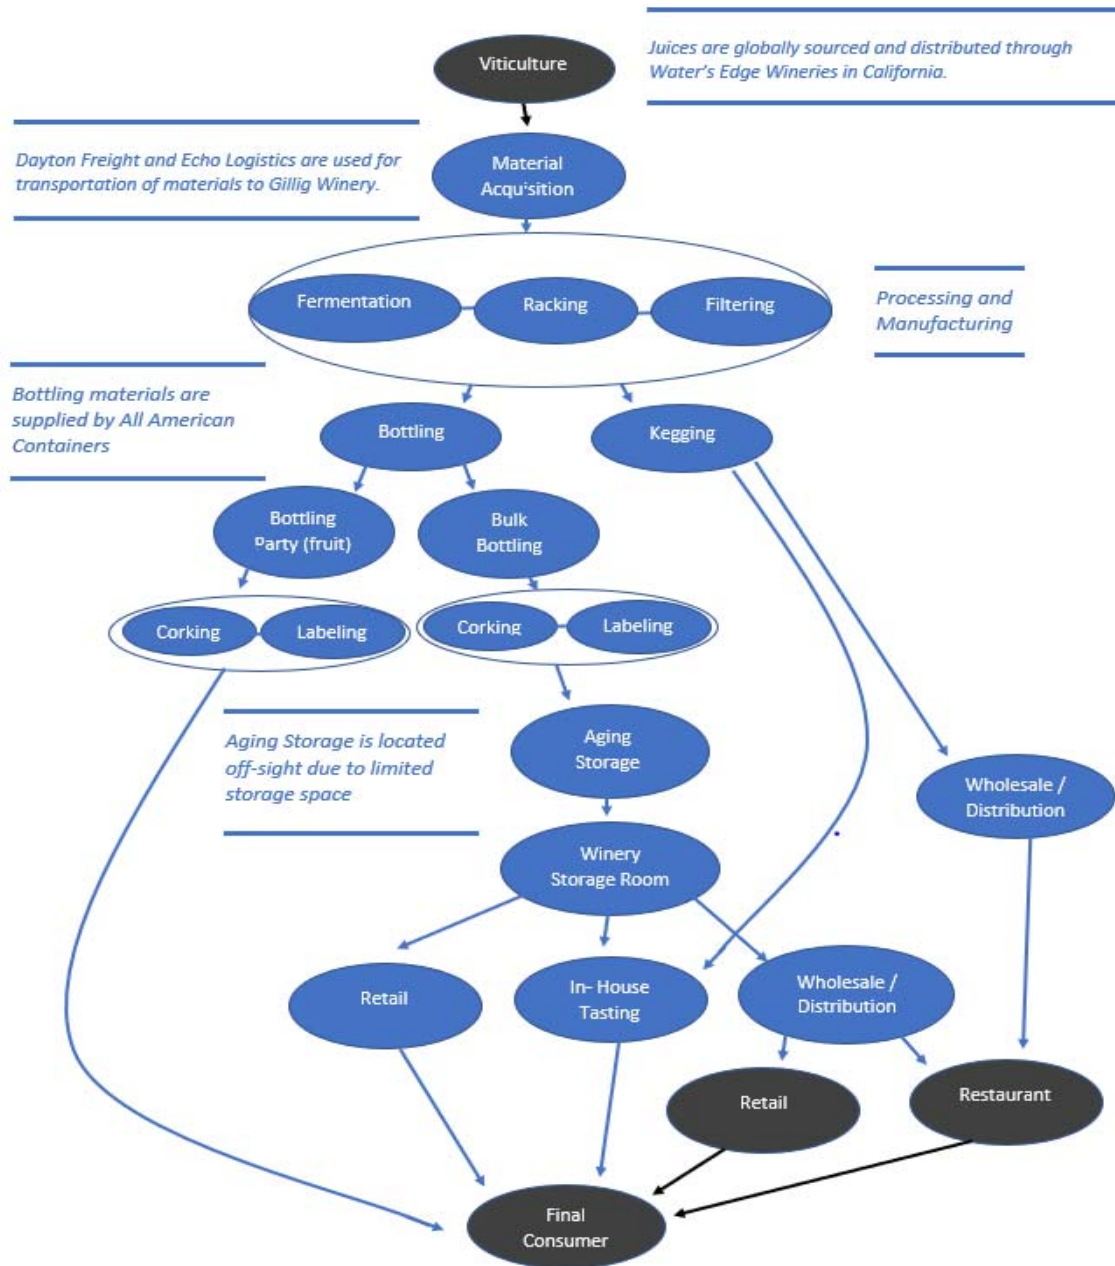 Viticulture
Juices are globally sourced and distributed through
Water's Edge Wineries in California.
Dayton Freight and Echo Logistics are used for
transportation of materials to Gillig Winery.
Material
Acquisition
Fermentation
Racking
Filtering
Processing and
Manufacturing
Bottling materials are
supplied by All American
Containers
Bottling
Kegging
Bottling
Party (fruit)
Bulk
Bottling
Corking
Labeling
Corking
Labeling
Aging Storage is located
off-sight due to limited
storage space
Aging
Storage
Wholesale /
Distribution
Winery
Storage Room
Retail
In- House
Tasting
Wholesale /
Distribution
Retail
Restaurant
Final
Consumer